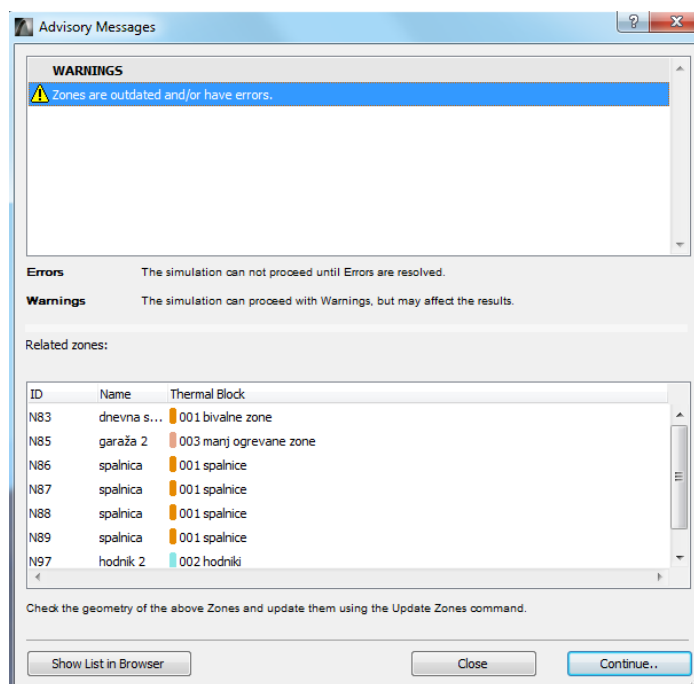 Advisory Messages
WARNINGS
Zones are outdated and/or have errors.
Errors The simulation can not proceed until Errors are resolved.
Warnings The simulation can proceed with Warnings, but may affect the results.
Related zones:
ID Name Thermal Block
N83 dnevna s... 001 bivalne zone
N85 garaža 2 003 manj ogrevane zone
N86 spalnica 001 spalnice
N87 spalnica 001 spalnice
N88 spalnica 001 spalnice
N89 spalnica 001 spalnice
N97 hodnik 2 002 hodniki
Check the geometry of the above Zones and update them using the Update Zones command.
Show List in Browser Close Continue..